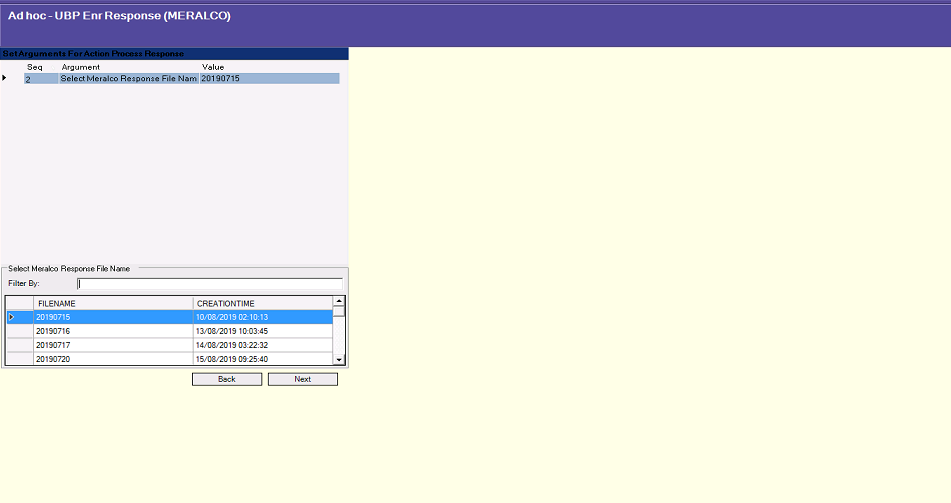 Ad hoc - UBP Enr Response (MERALCO)
Set Arguments For Action Process Response
Seq Argument Value
2 Select Meralco Response File Nam 20190715
Select Meralco Response File Name
Filter By:
FILENAME CREATIONTIME
20190715 10/08/2019 02:10:13
20190716 13/08/2019 10:03:45
20190717 14/08/2019 03:22:32
20190720 15/08/2019 09:25:40
Back Next